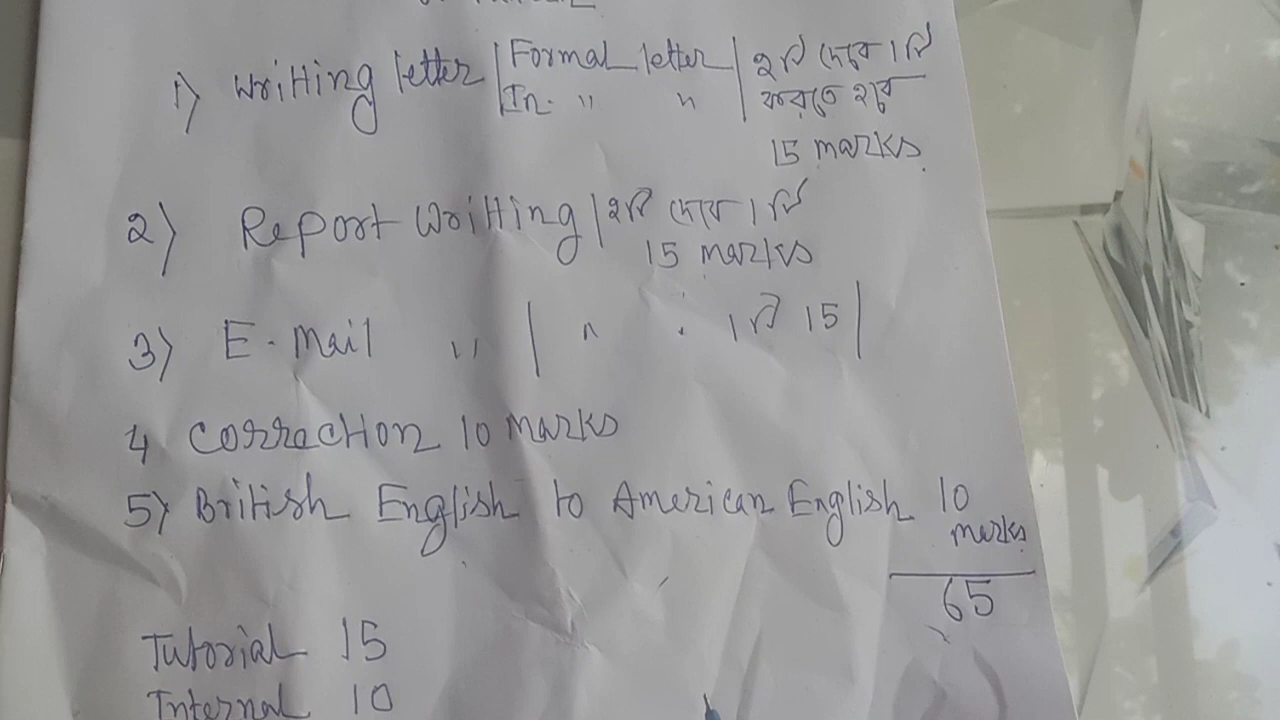 1) Writting letter | Formal letter | ২টি দেবে ১টি
In. " " | করতে হবে
15 marks
2) Report Writting | ২টি দেবে ১টি
15 marks
3) E-mail " | " " ১টি 15 |
4 Correction 10 marks
5) British English to American English 10
marks
65
Tutorial 15
Internal 10